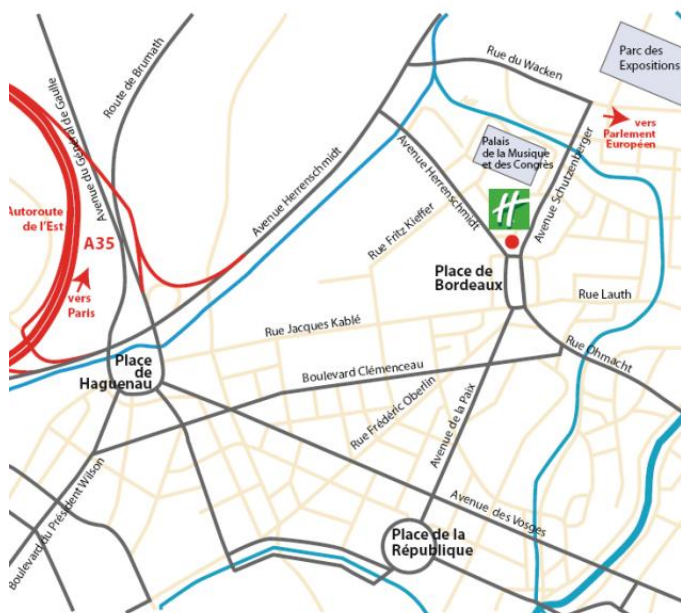 Rue du Wacken
Parc des
Expositions
Route de Brumath
Avenue du Général de Gaulle
vers
Parlement
Européen
Palais
de la Musique
et des Congrès
Avenue Herrenschmidt
Avenue Herrenschmidt
Avenue Schutzenberger
H
Autoroute
de l'Est
A35
vers
Paris
Rue Fritz Kieffer
Place de
Bordeaux
Rue Lauth
Rue Jacques Kablé
Rue Ohmacht
Place
de
Haguenau
Boulevard Clémenceau
Rue Frédéric Oberlin
Avenue de la Paix
Boulevard du Président Wilson
Avenue des Vosges
Place de la
République